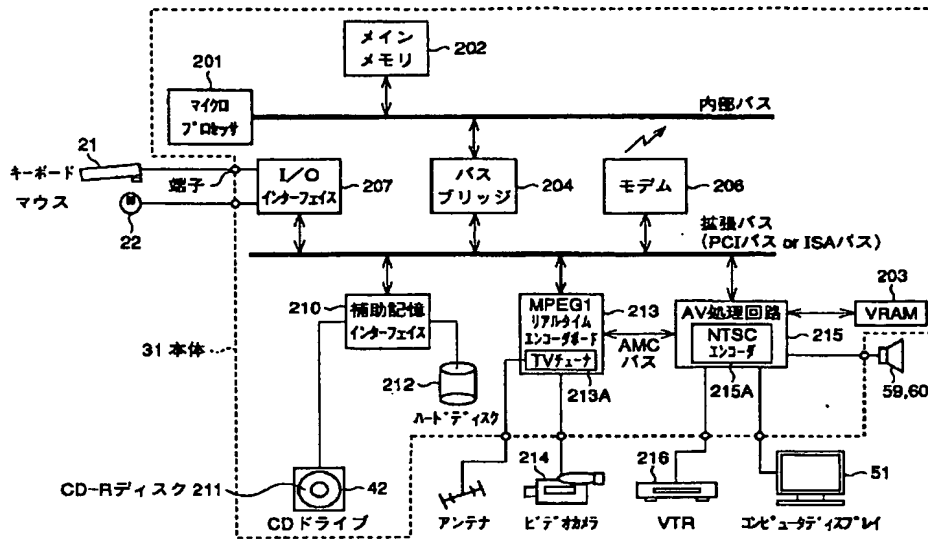 メイン
メモリ
202
201
マイクロ
プロセッサ
内部バス
21
キーボード
マウス
22
端子
I/O
インターフェイス
207
バス
ブリッジ
204
モデム
206
拡張バス
(PCIバス or ISAバス)
210
補助記憶
インターフェイス
MPEG1
リアルタイム
エンコーダボード
TVチューナ
213
213A
AMC
バス
AV処理回路
NTSC
エンコーダ
215
215A
203
VRAM
59,60
31 本体
212
ハードディスク
CD-Rディスク 211
42
CDドライブ
アンテナ
214
ビデオカメラ
216
VTR
51
コンピュータディスプレイ